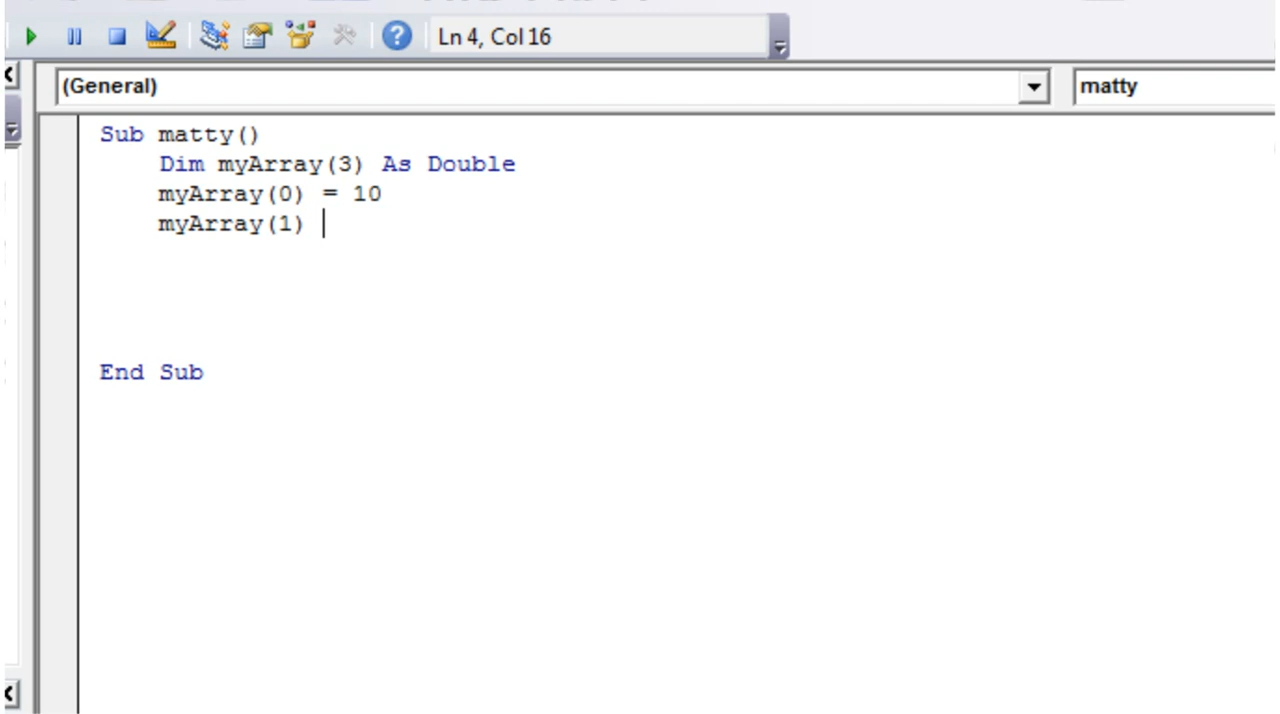 Ln 4, Col 16
(General)
matty
Sub matty()
Dim myArray(3) As Double
myArray(0) = 10
myArray(1)
End Sub